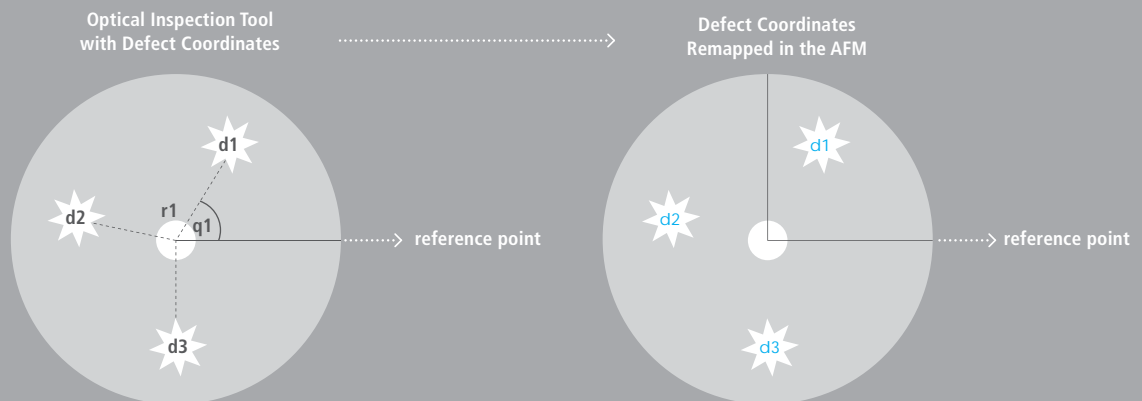 Optical Inspection Tool
with Defect Coordinates
Defect Coordinates
Remapped in the AFM
d1
d2
r1
q1
reference point
d3
d1
d2
reference point
d3